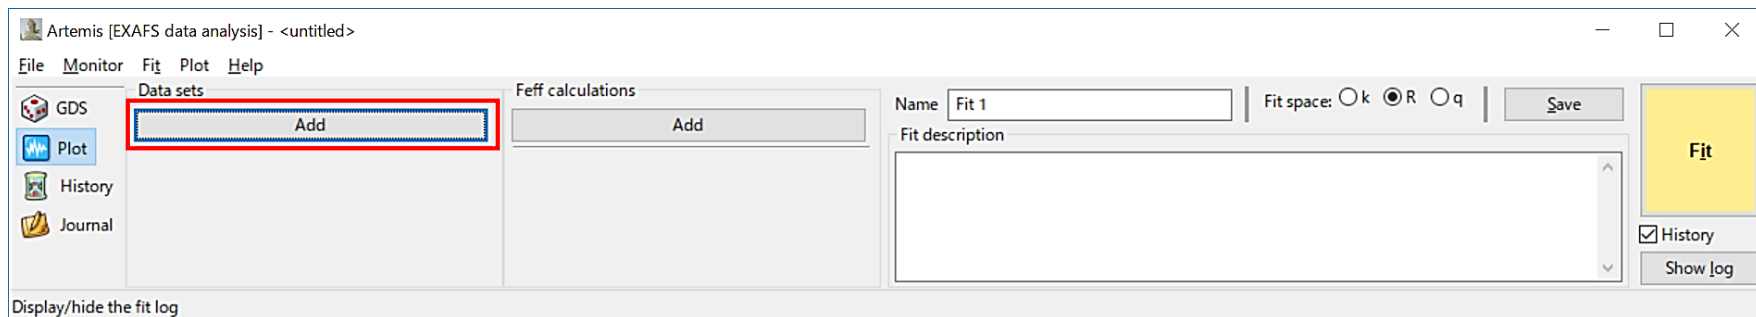 Artemis [EXAFS data analysis] - <untitled>
File Monitor Fit Plot Help
GDS
Plot
History
Journal
Data sets
Add
Feff calculations
Add
Name Fit 1
Fit space: k R q
Save
Fit description
Fit
History
Show log
Display/hide the fit log